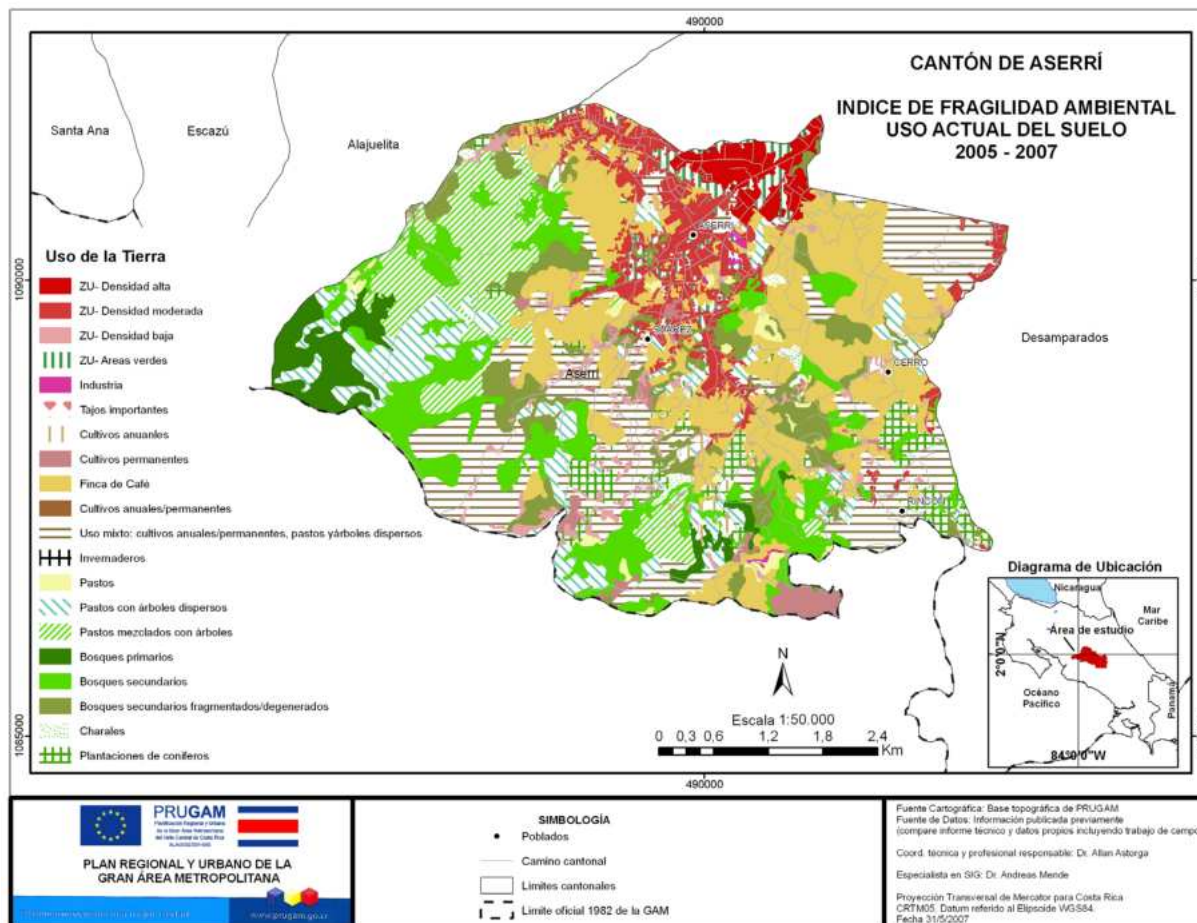 490000
CANTÓN DE ASERRÍ
INDICE DE FRAGILIDAD AMBIENTAL
USO ACTUAL DEL SUELO
2005 - 2007
Santa Ana
Escazú
Alajuelita
ASERRI
1090000
SUAREZ
CERRO
Aserrí
Desamparados
RINCON
Uso de la Tierra
ZU- Densidad alta
ZU- Densidad moderada
ZU- Densidad baja
ZU- Areas verdes
Industria
Tajos importantes
Cultivos anuanles
Cultivos permanentes
Finca de Café
Cultivos anuales/permanentes
Uso mixto: cultivos anuales/permanentes, pastos yárboles dispersos
Invernaderos
Pastos
Pastos con árboles dispersos
Pastos mezclados con árboles
Bosques primarios
Bosques secundarios
Bosques secundarios fragmentados/degenerados
Charales
Plantaciones de coniferos
1085000
N
Escala 1:50.000
0 0,3 0,6 1,2 1,8 2,4
Km
490000
Diagrama de Ubicación
Nicaragua
Mar
Caribe
Área de estudio
Océano
Pacífico
Panamá
2°0'0"N
84°0'0"W
PRUGAM
PLAN REGIONAL Y URBANO DE LA
GRAN ÁREA METROPOLITANA
www.prugam.go.cr
SIMBOLOGÍA
Poblados
Camino cantonal
Limites cantonales
Limite oficial 1982 de la GAM
Fuente Cartográfica: Base topográfica de PRUGAM
Fuente de Datos: Información publicada previamente
(compare informe técnico y datos propios incluyendo trabajo de campo
Coord. técnica y profesional responsable: Dr. Allan Astorga
Especialista en SIG: Dr. Andreas Mende
Proyección Transversal de Mercator para Costa Rica
CRTM05. Datum referido al Elipsoide WGS84.
Fecha 31/5/2007